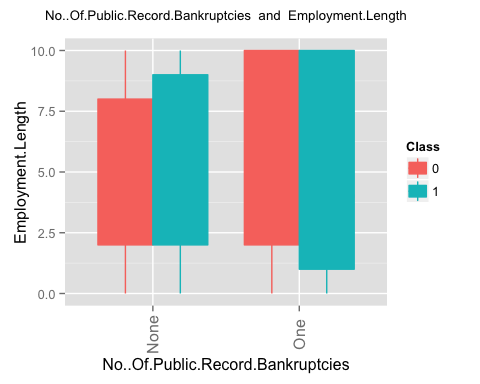 No..Of.Public.Record.Bankruptcies and Employment.Length
10.0
7.5
5.0
2.5
0.0
Employment.Length
None
One
No..Of.Public.Record.Bankruptcies
Class
0
1